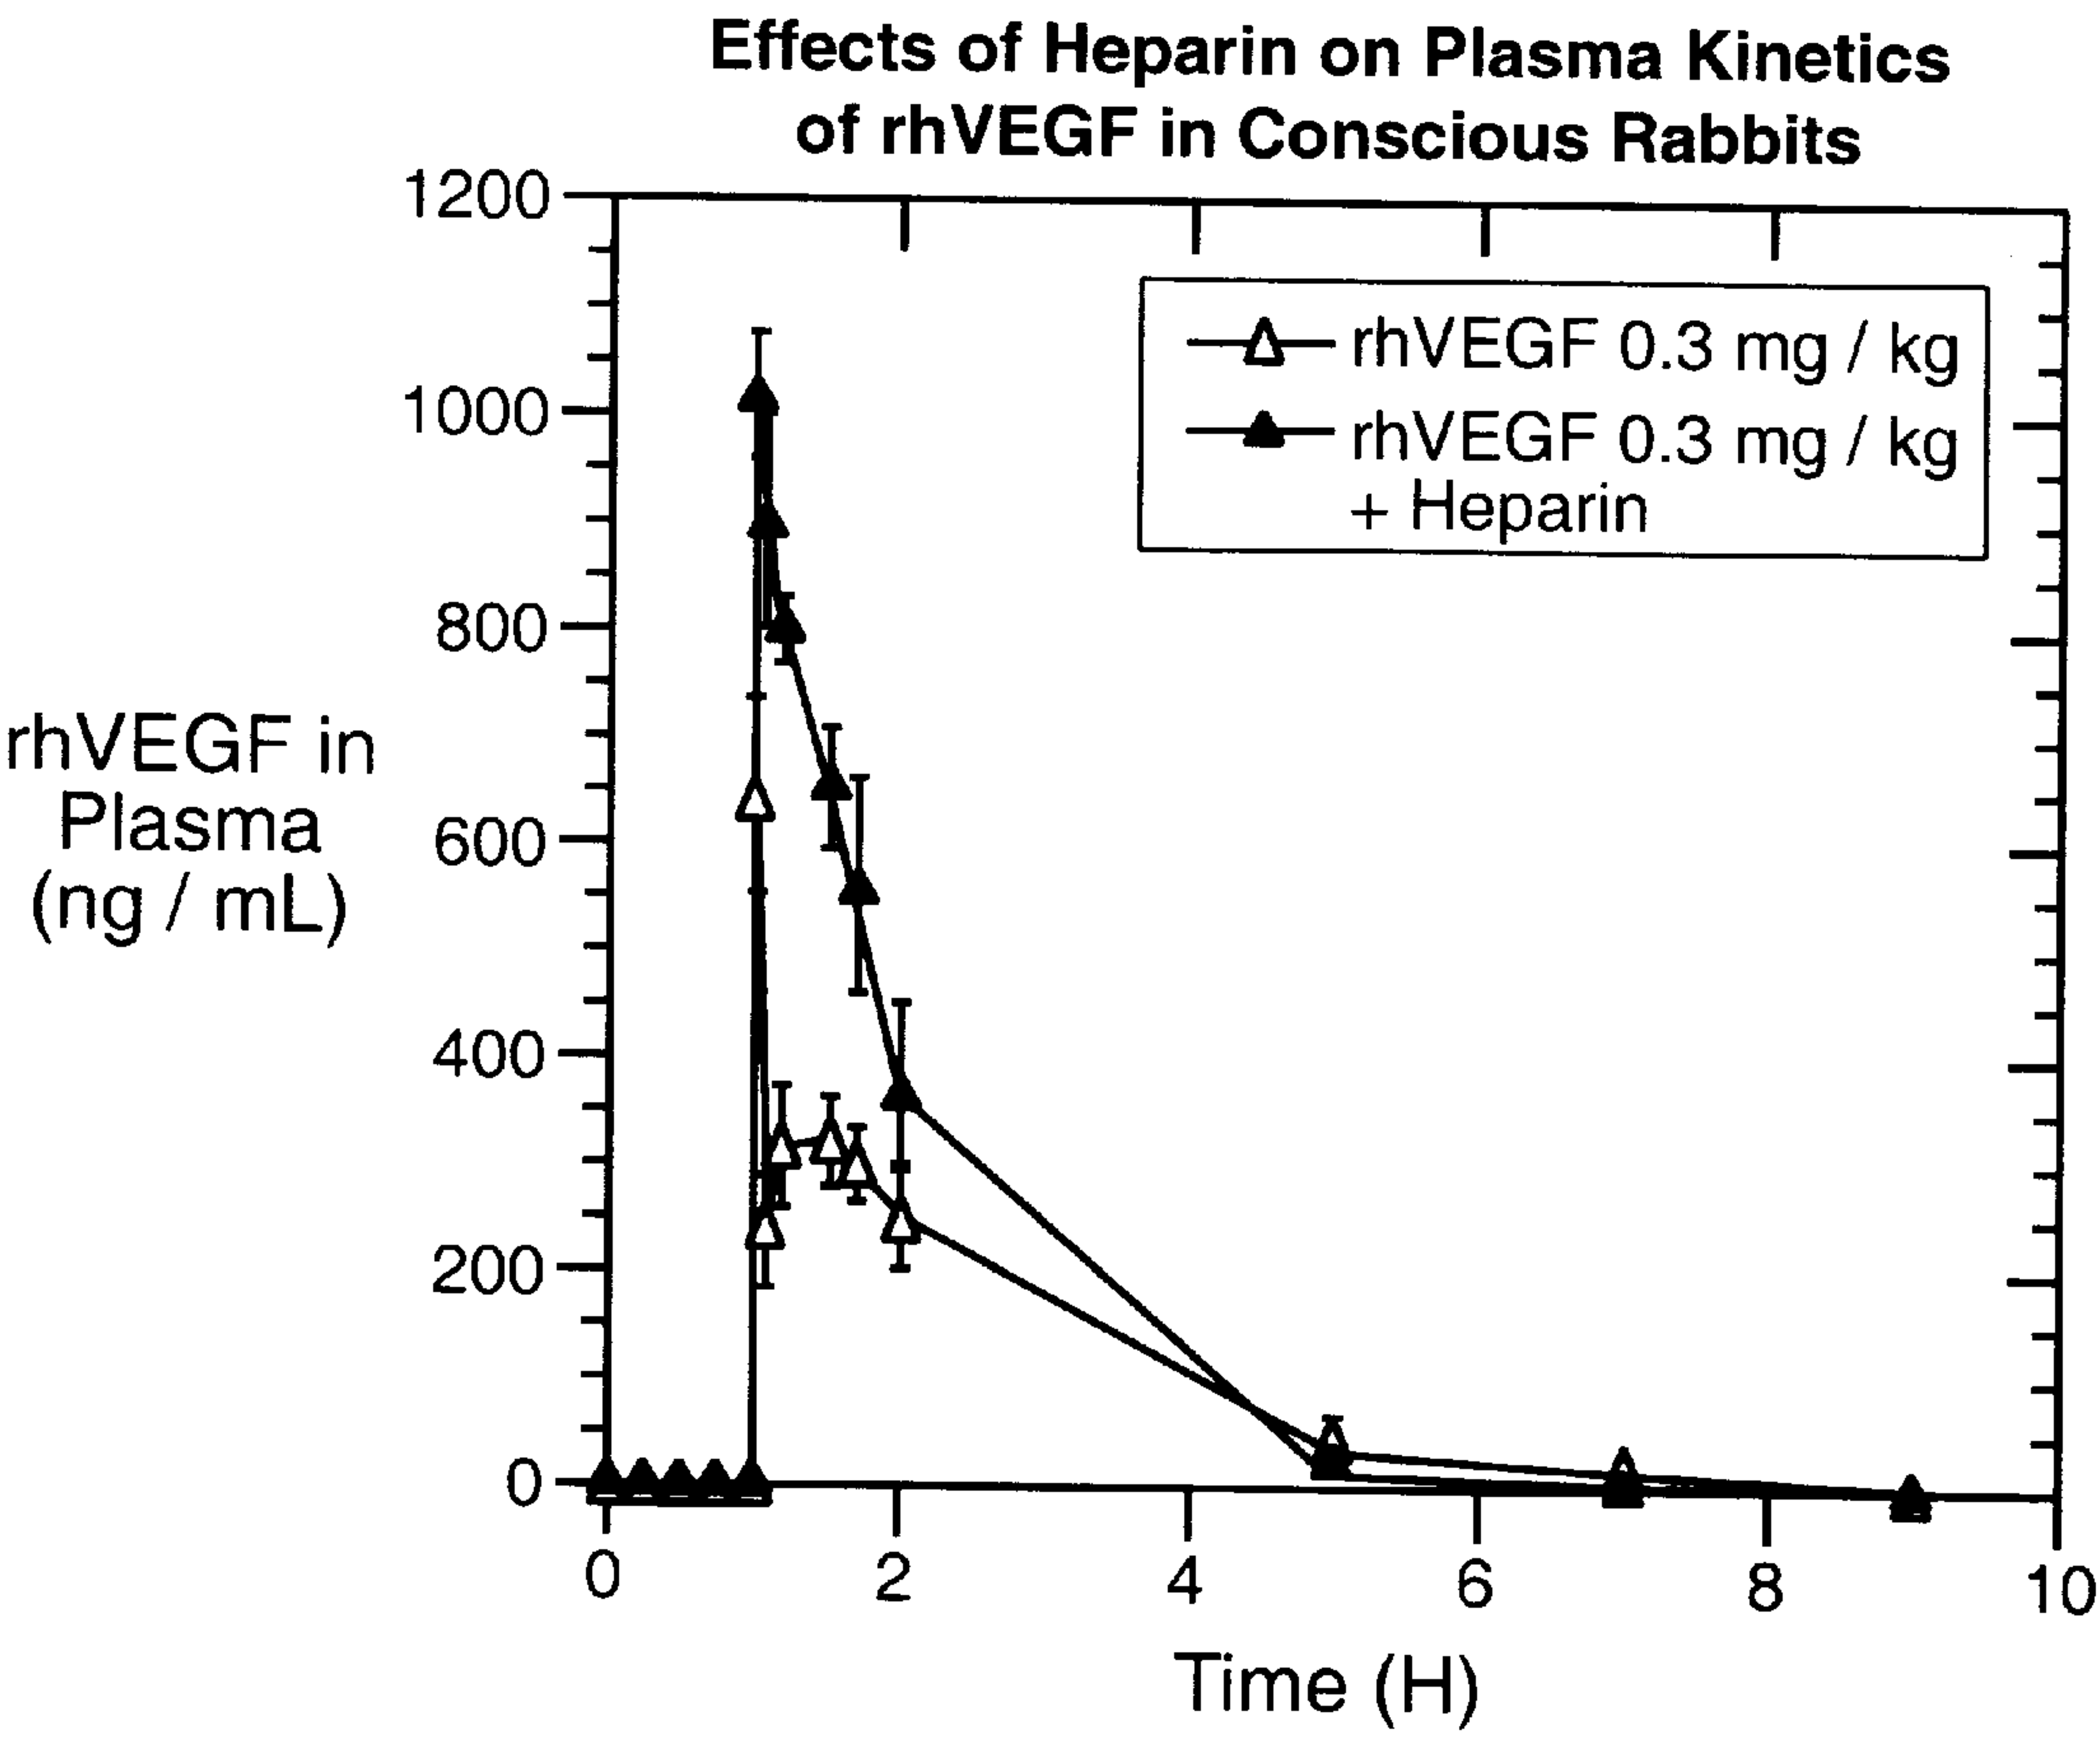 Effects of Heparin on Plasma Kinetics
of rhVEGF in Conscious Rabbits
1200
1000
800
600
400
200
0
rhVEGF in
Plasma
(ng / mL)
rhVEGF 0.3 mg / kg
rhVEGF 0.3 mg / kg
+ Heparin
0 2 4 6 8 10
Time (H)